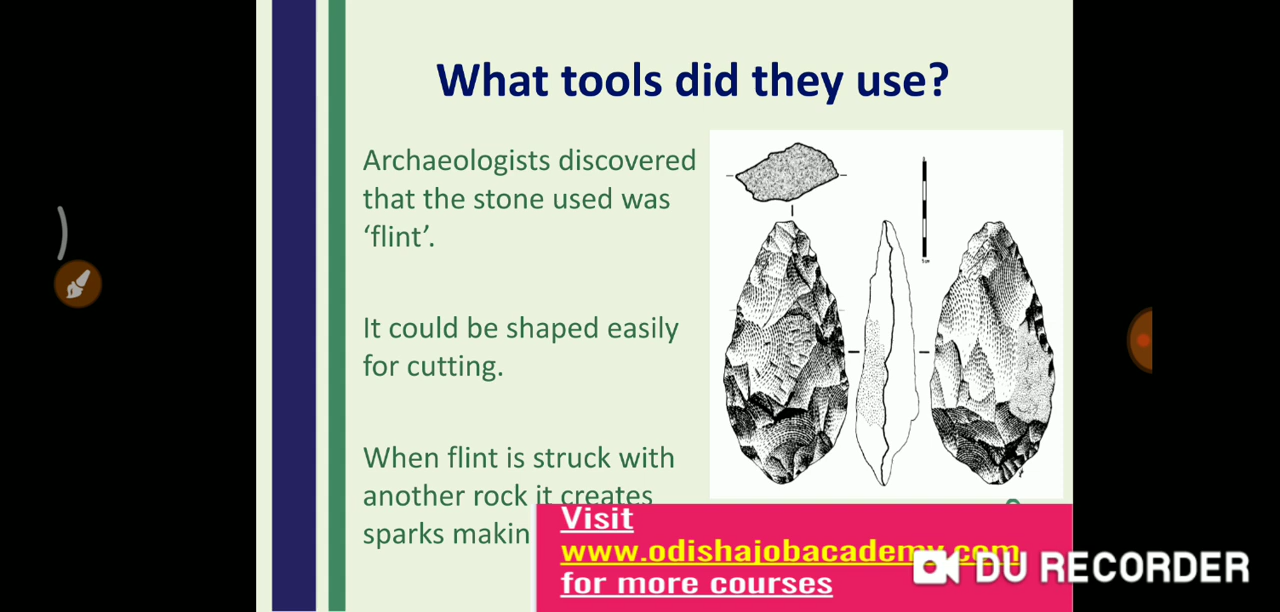 What tools did they use?
Archaeologists discovered
that the stone used was
‘flint’.
It could be shaped easily
for cutting.
When flint is struck with
another rock it creates
sparks makin
Visit
www.odishajobacademy.com
for more courses
DU RECORDER